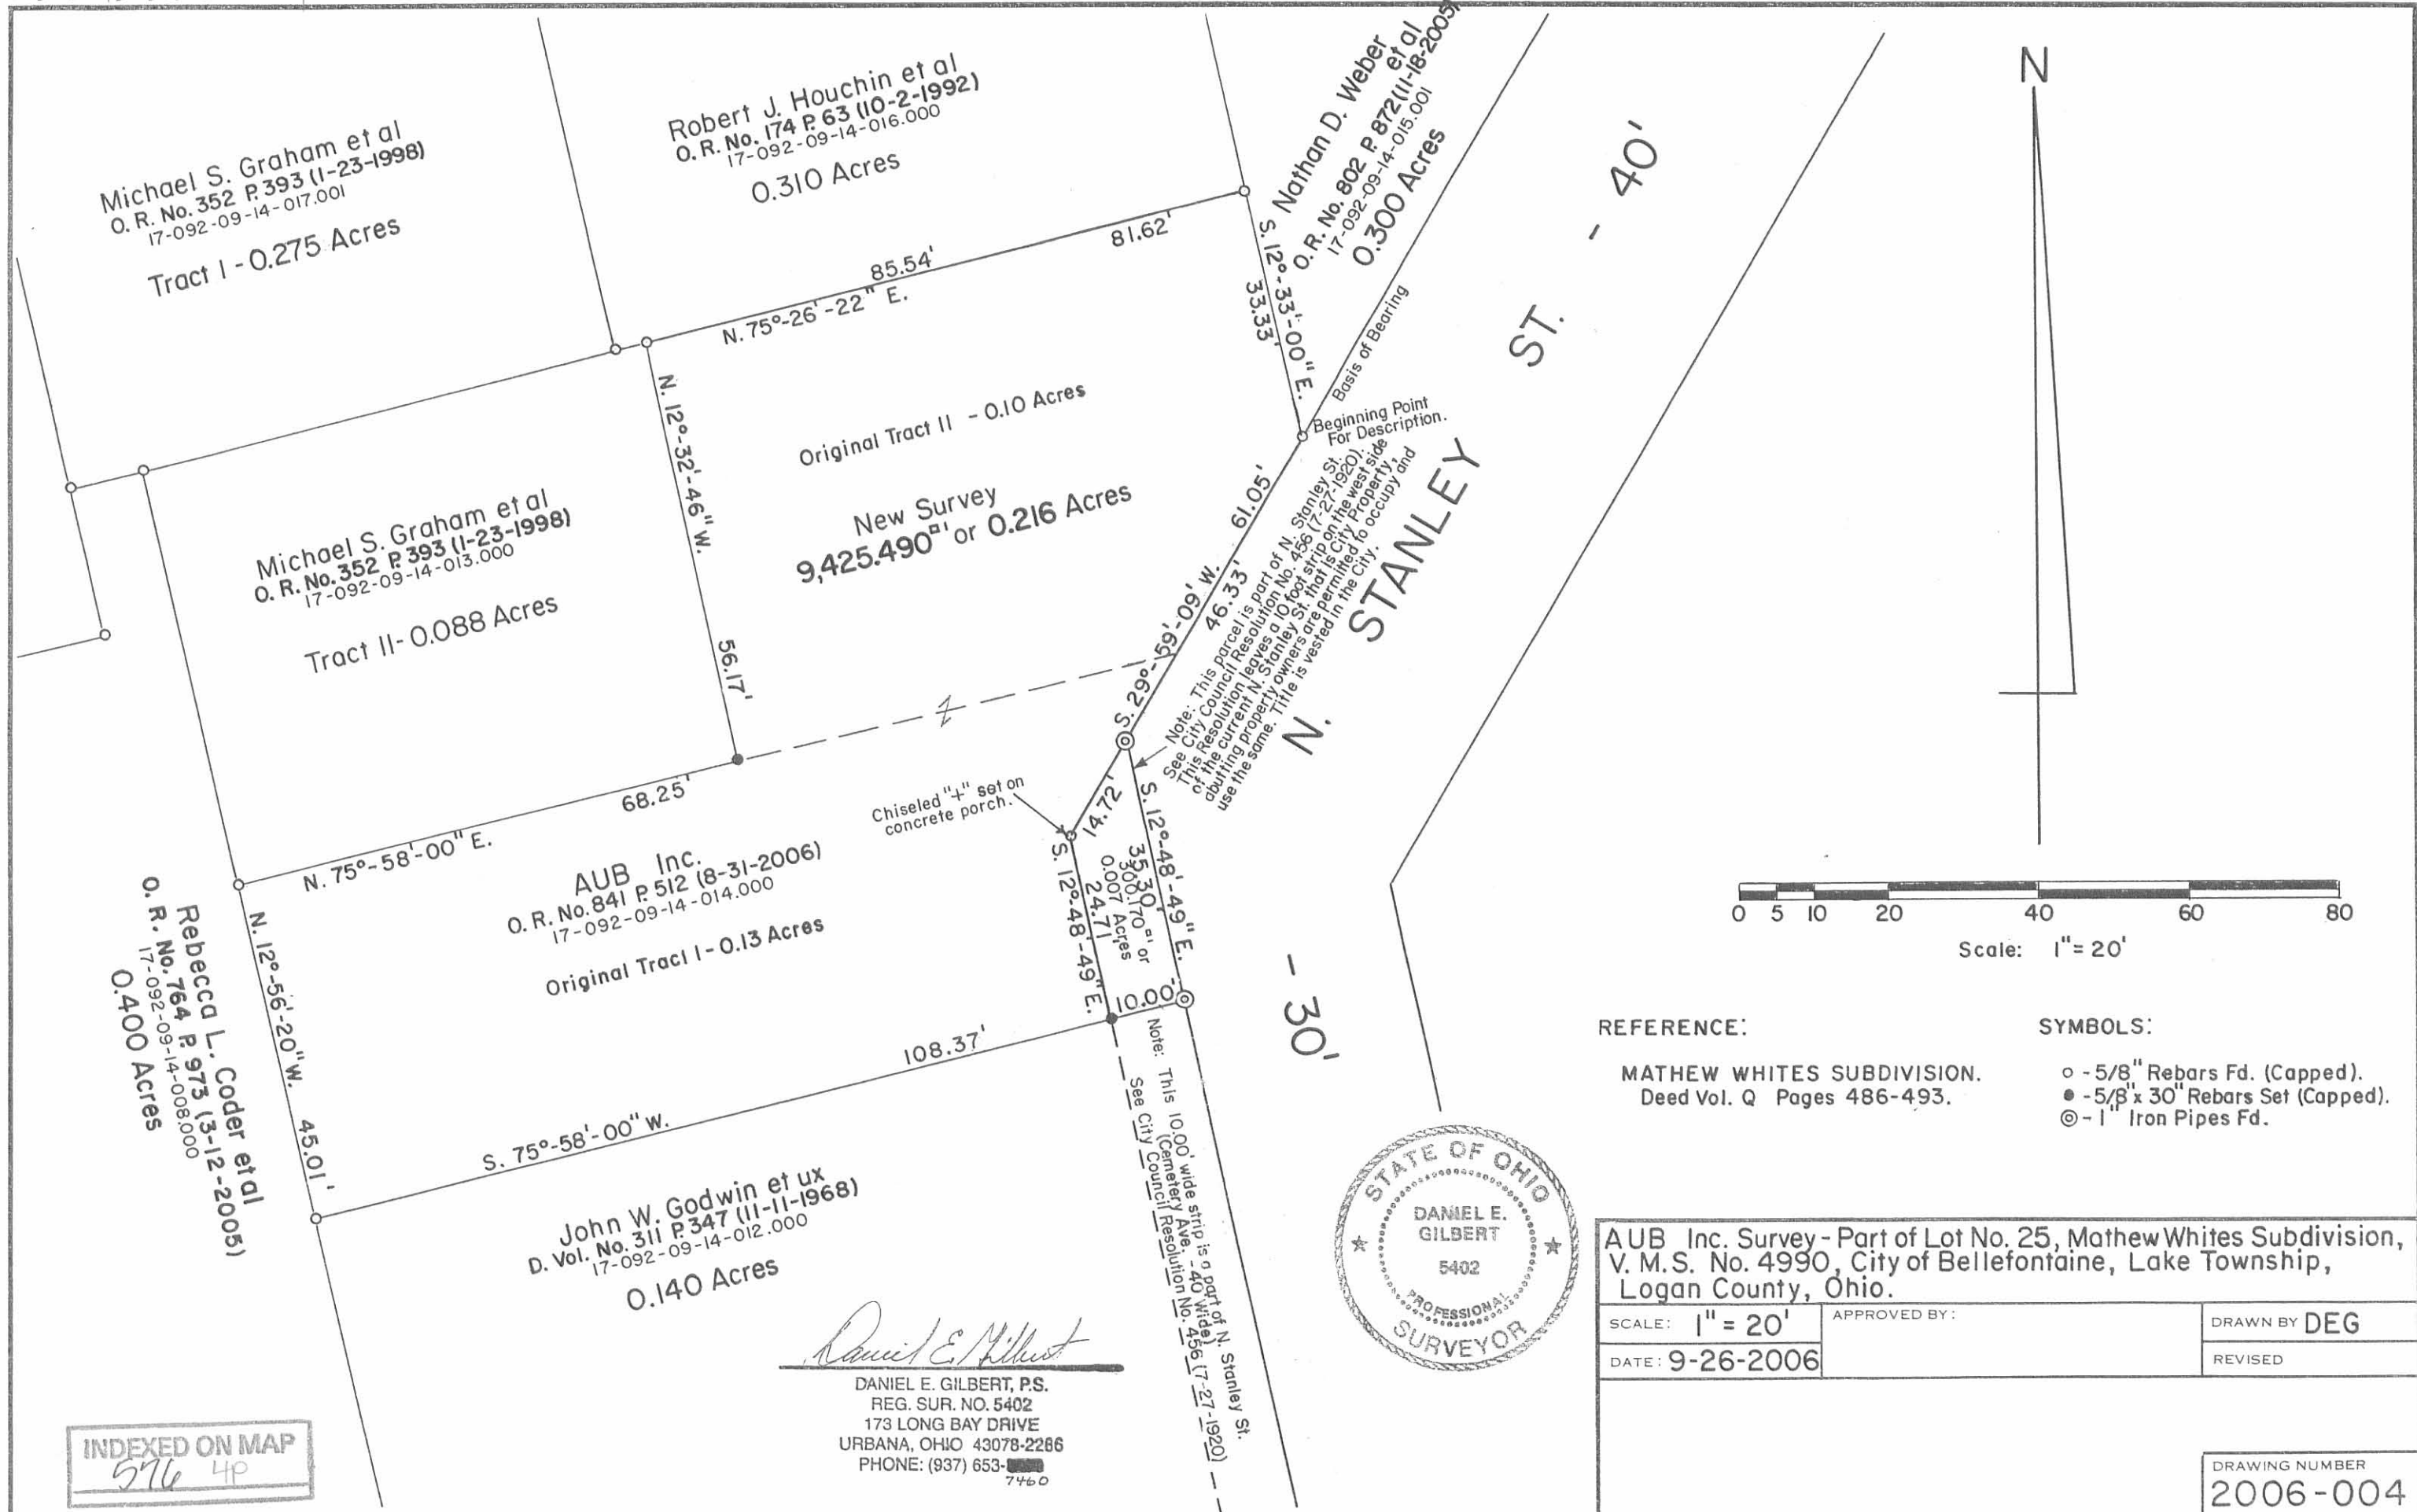 Michael S. Graham et al
O. R. No. 352 P. 393 (1-23-1998)
17-092-09-14-017.001
Tract I - 0.275 Acres
Robert J. Houchin et al
O. R. No. 174 P. 63 (10-2-1992)
17-092-09-14-016.000
0.310 Acres
Nathan D. Weber
et al
O. R. No. 802 P. 872 (11-18-2005)
17-092-09-14-015.001
0.300 Acres
N
81.62'
85.54'
N. 75°-26'-22" E.
S. 12°-33'-00" E.
33.33'
Basis of Bearing
Beginning Point
For Description.
ST. - 40'
N. STANLEY
- 30'
N. 12°-32'-46" W.
56.17'
Original Tract II - 0.10 Acres
New Survey
9,425.490□' or 0.216 Acres
61.05'
S. 29°-59'-09' W.
46.33'
Note: This parcel is part of N. Stanley St.
See City Council Resolution No. 456 (7-27-1920).
This Resolution leaves a 10 foot strip on the west side
of the current N. Stanley St. that is City Property,
abutting property owners are permitted to occupy and
use the same. Title is vested in the City.
Michael S. Graham et al
O. R. No. 352 P. 393 (1-23-1998)
17-092-09-14-013.000
Tract II - 0.088 Acres
68.25'
N. 75°-58'-00" E.
Chiseled "+" set on
concrete porch.
14.72'
S. 12°-48'-49" E.
35.30'
300.170□' or
0.007 Acres
24.71'
S. 12°-48'-49" E.
10.00'
AUB Inc.
O. R. No. 841 P. 512 (8-31-2006)
17-092-09-14-014.000
Original Tract I - 0.13 Acres
Rebecca L. Coder et al
O. R. No. 764 P. 973 (3-12-2005)
17-092-09-14-008.000
0.400 Acres
N. 12°-56'-20" W. 45.01'
108.37'
S. 75°-58'-00" W.
John W. Godwin et ux
D. Vol. No. 311 P. 347 (11-11-1968)
17-092-09-14-012.000
0.140 Acres
Note: This 10.00' wide strip is a part of N. Stanley St.
(Cemetery Ave. - 40' Wide)
See City Council Resolution No. 456 (7-27-1920)
0 5 10 20 40 60 80
Scale: 1" = 20'
REFERENCE:
MATHEW WHITES SUBDIVISION.
Deed Vol. Q Pages 486-493.
SYMBOLS:
○ - 5/8" Rebars Fd. (Capped).
● - 5/8" x 30" Rebars Set (Capped).
◎ - 1" Iron Pipes Fd.
STATE OF OHIO
DANIEL E.
GILBERT
5402
PROFESSIONAL
SURVEYOR
Daniel E. Gilbert
DANIEL E. GILBERT, P.S.
REG. SUR. NO. 5402
173 LONG BAY DRIVE
URBANA, OHIO 43078-2286
PHONE: (937) 653-
7460
INDEXED ON MAP
576 4P
AUB Inc. Survey - Part of Lot No. 25, Mathew Whites Subdivision,
V. M. S. No. 4990, City of Bellefontaine, Lake Township,
Logan County, Ohio.
SCALE: 1" = 20'
APPROVED BY:
DRAWN BY DEG
DATE: 9-26-2006
REVISED
DRAWING NUMBER
2006-004